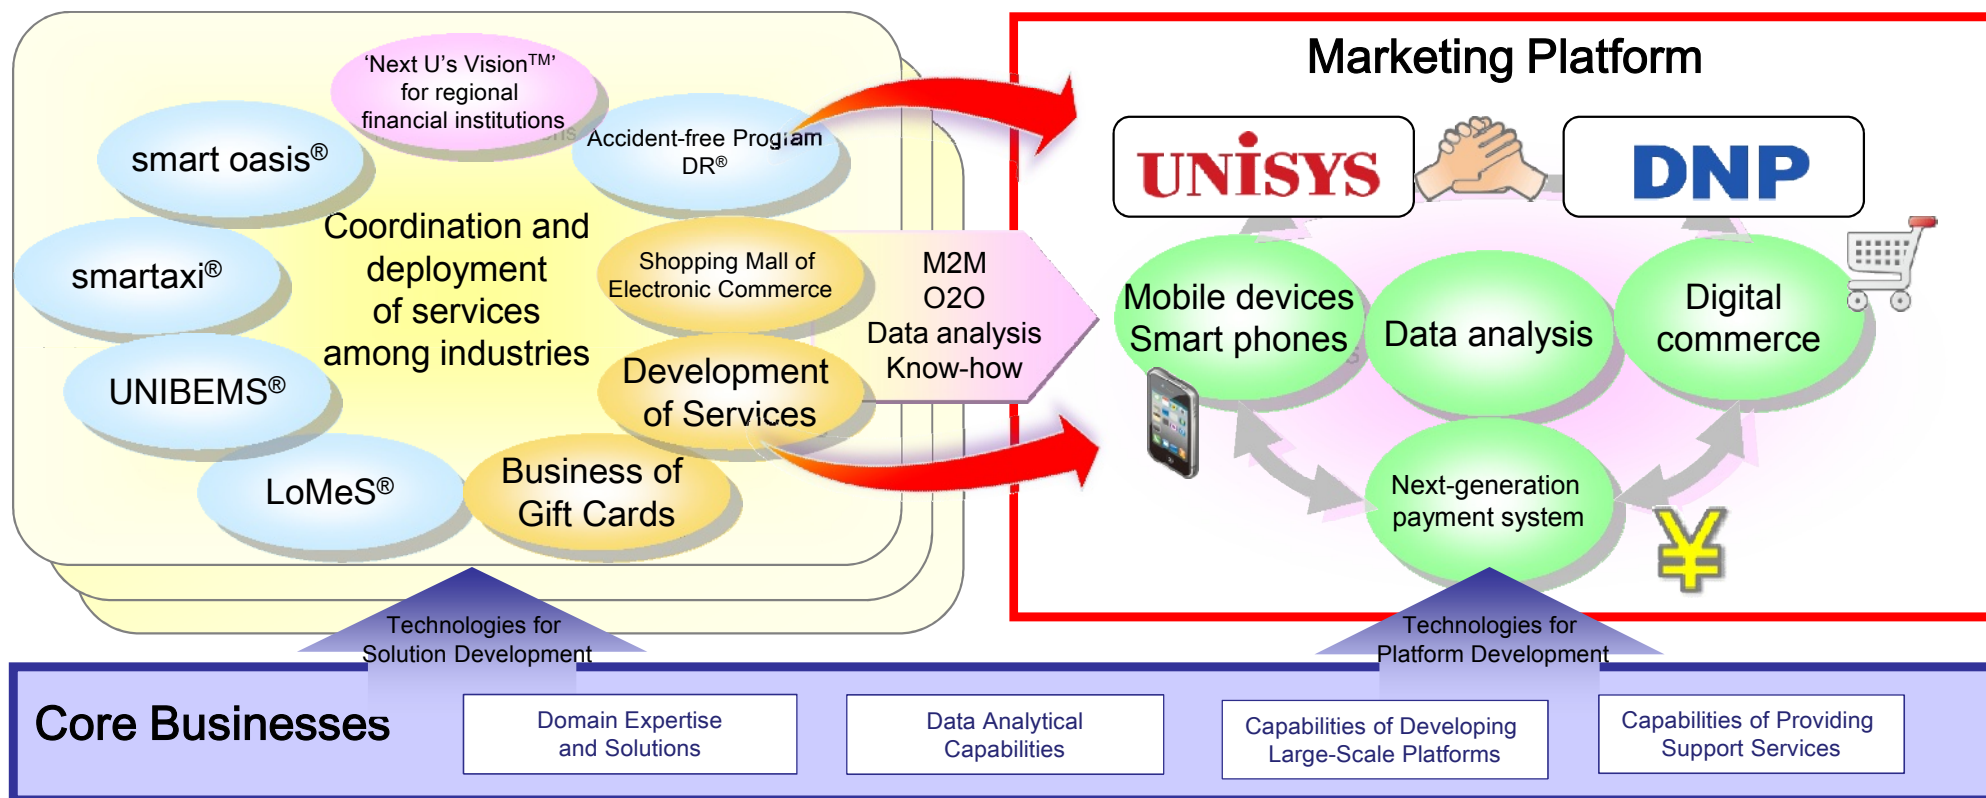 'Next U's Vision™'
for regional
financial institutions
Accident-free Program
DR®
smart oasis®
smartaxi®
UNIBEMS®
LoMeS®
Coordination and
deployment
of services
among industries
Shopping Mall of
Electronic Commerce
Development
of Services
Business of
Gift Cards
M2M
O2O
Data analysis
Know-how
Marketing Platform
UNISYS
DNP
Mobile devices
Smart phones
Data analysis
Digital
commerce
Next-generation
payment system
¥
Technologies for
Solution Development
Technologies for
Platform Development
Core Businesses
Domain Expertise
and Solutions
Data Analytical
Capabilities
Capabilities of Developing
Large-Scale Platforms
Capabilities of Providing
Support Services